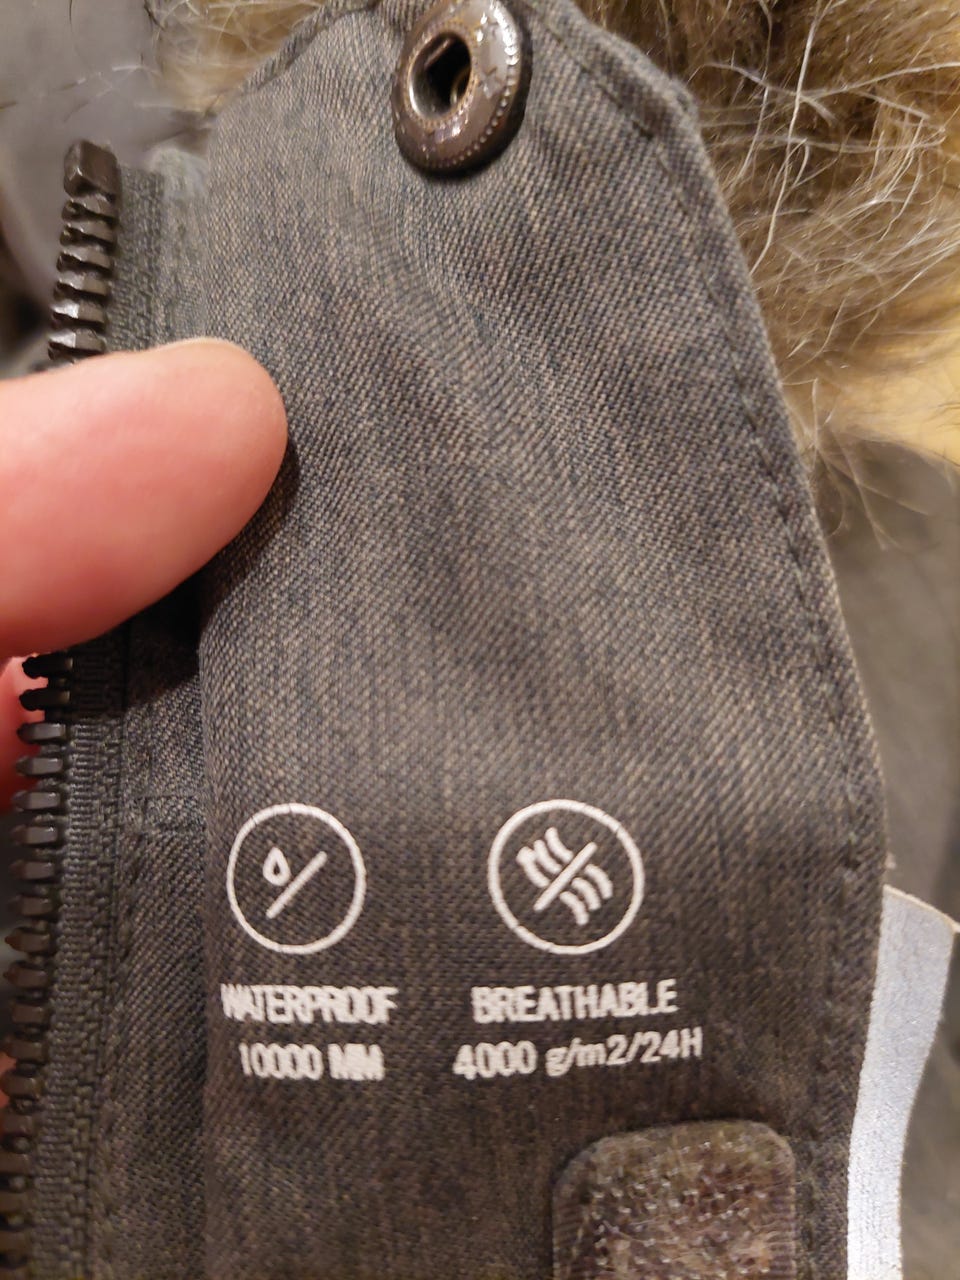 WATERPROOF BREATHABLE
10000 MM 4000 g/m2/24H